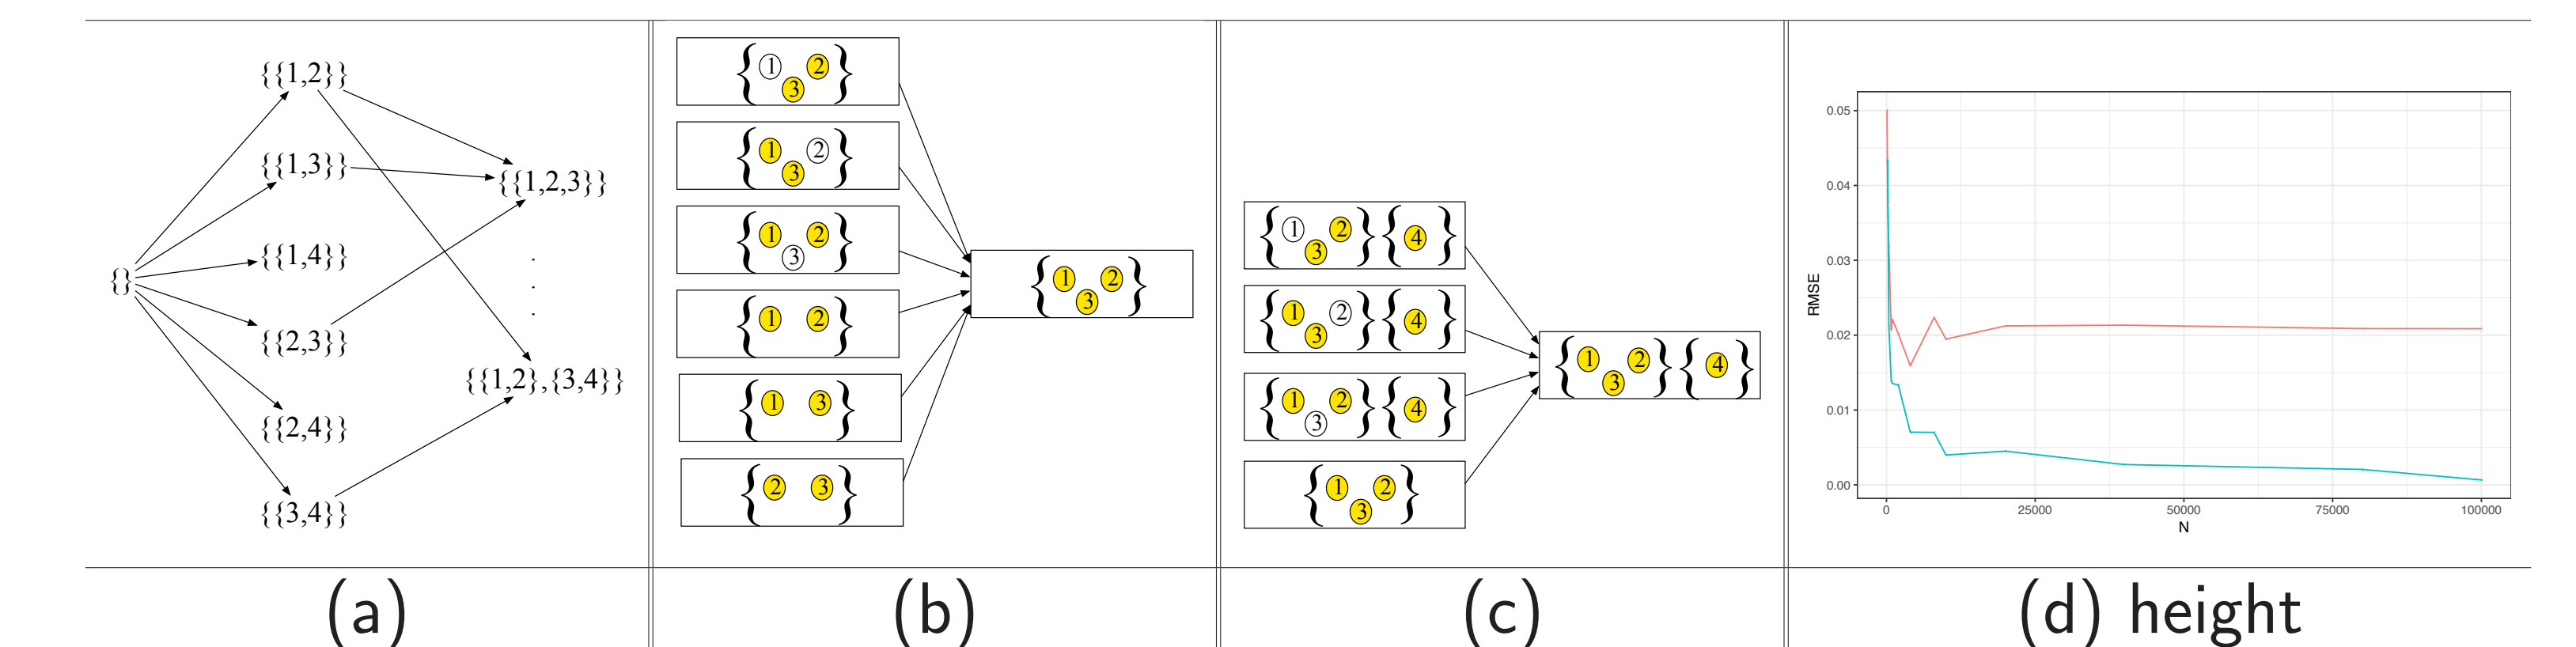 {{1,2}}
{{1,3}}
{{1,4}}
{}
{{2,3}}
{{2,4}}
{{3,4}}
{{1,2,3}}
.
.
.
{{1,2},{3,4}}
(a)
{1 2 3}
{1 2 3}
{1 2 3}
{1 2}
{1 3}
{2 3}
{1 2 3}
(b)
{1 2 3} {4}
{1 2 3} {4}
{1 2 3} {4}
{1 2 3}
{1 2 3} {4}
(c)
RMSE
0.05
0.04
0.03
0.02
0.01
0.00
0 25000 50000 75000 100000
N
(d) height